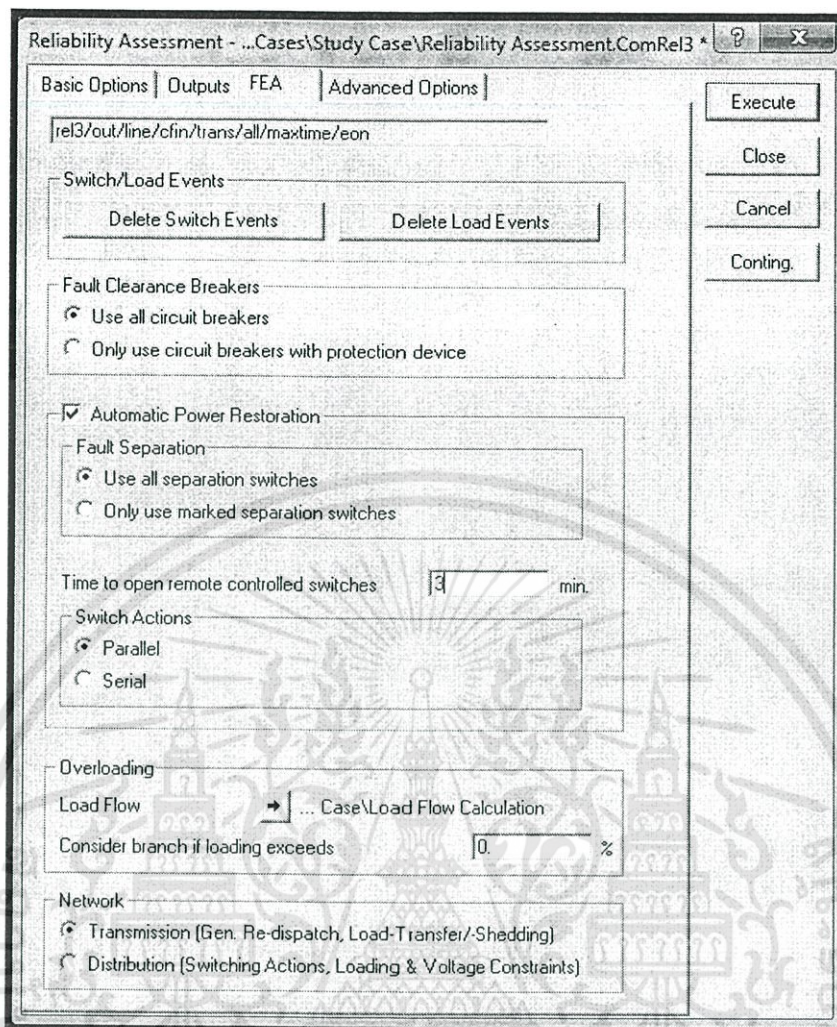 Reliability Assessment - ...Cases\Study Case\Reliability Assessment.ComRel3 *
Basic Options Outputs FEA Advanced Options
Execute
Close
Cancel
Conting.
rel3/out/line/cfin/trans/all/maxtime/eon
Switch/Load Events
Delete Switch Events Delete Load Events
Fault Clearance Breakers
Use all circuit breakers
Only use circuit breakers with protection device
Automatic Power Restoration
Fault Separation
Use all separation switches
Only use marked separation switches
Time to open remote controlled switches 3 min.
Switch Actions
Parallel
Serial
Overloading
Load Flow ... Case\Load Flow Calculation
Consider branch if loading exceeds 0. %
Network
Transmission (Gen. Re-dispatch, Load-Transfer/-Shedding)
Distribution (Switching Actions, Loading & Voltage Constraints)